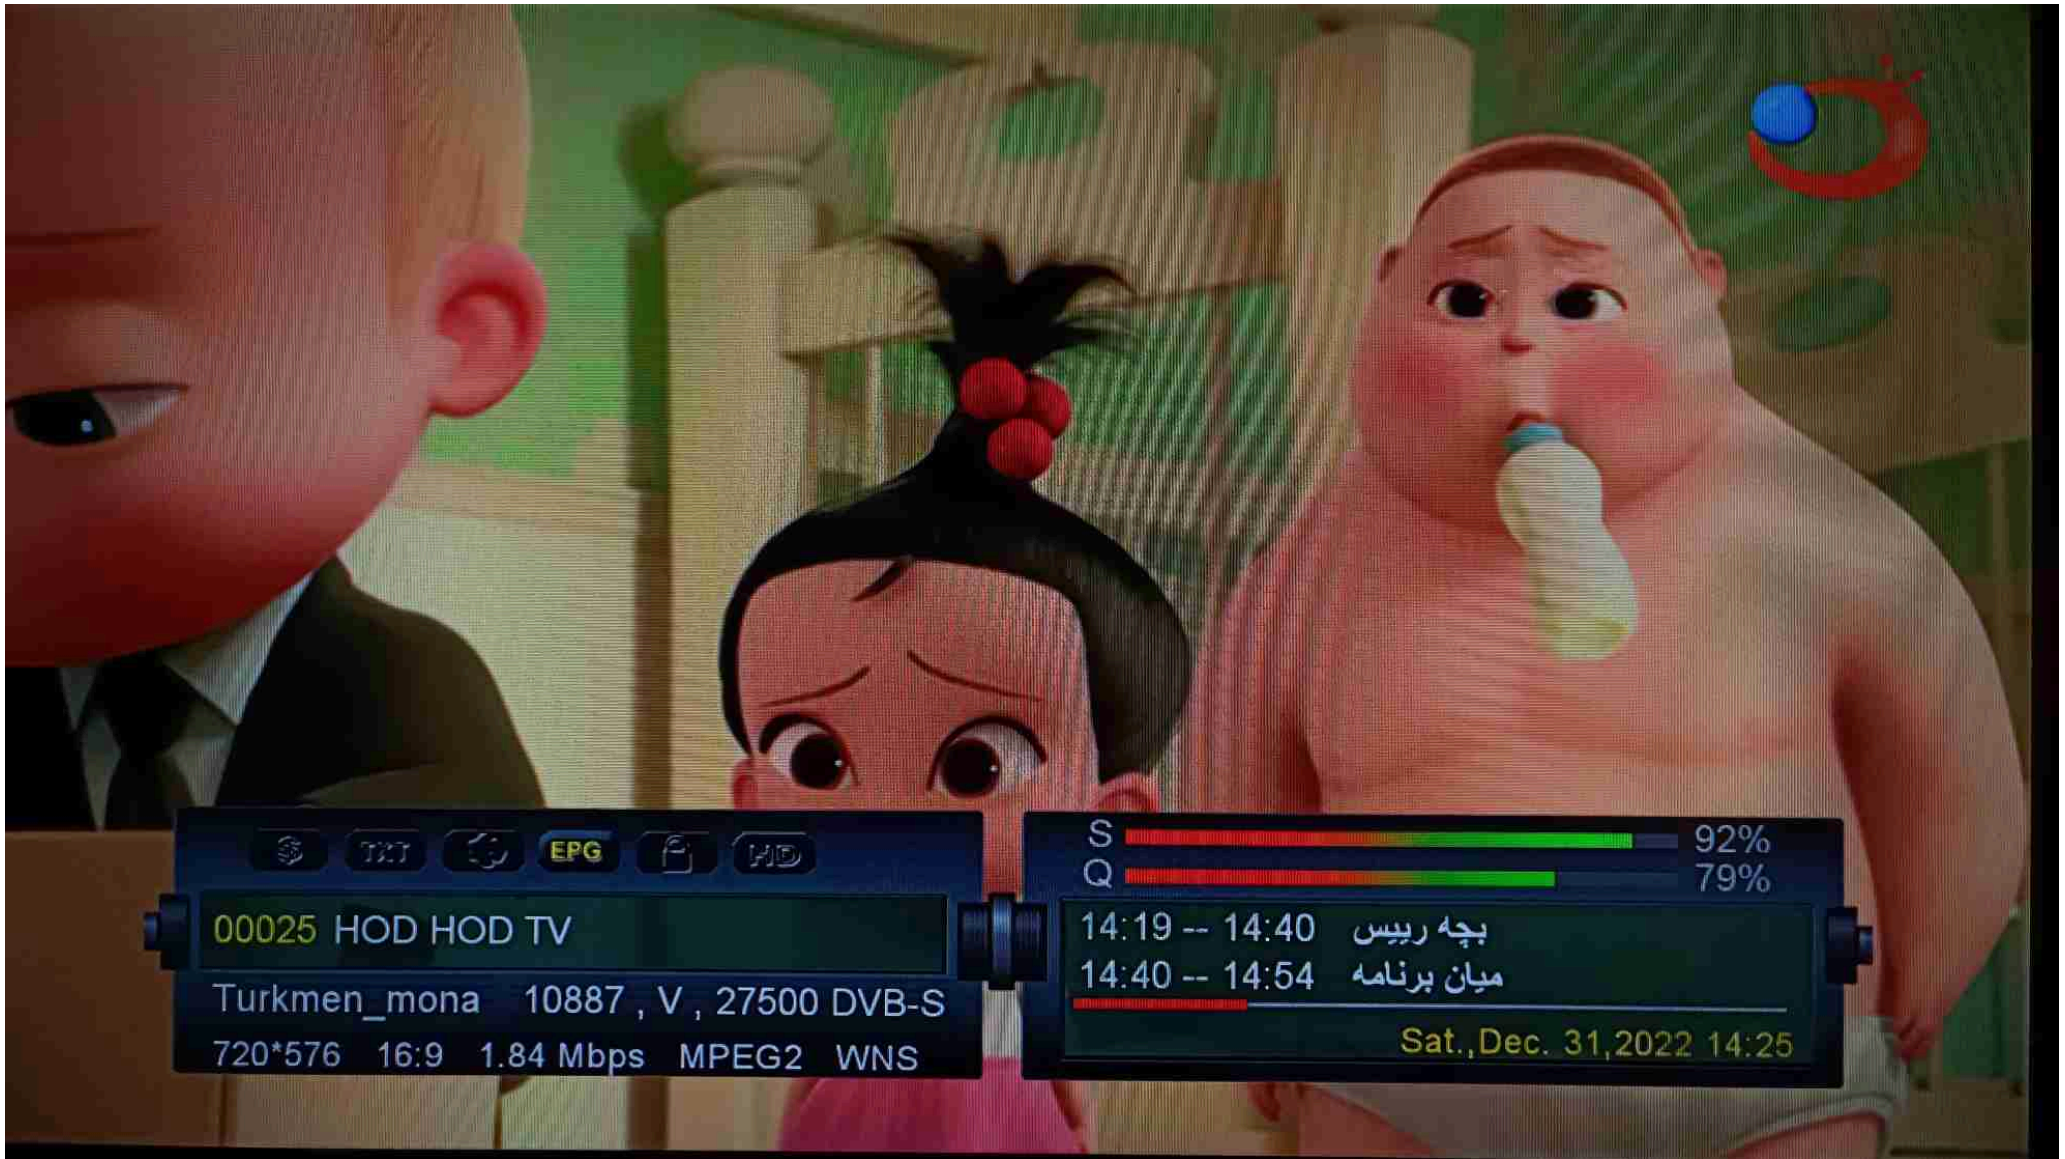 $ TXT EPG HD
00025 HOD HOD TV
Turkmen_mona 10887 , V , 27500 DVB-S
720*576 16:9 1.84 Mbps MPEG2 WNS
S 92%
Q 79%
14:19 -- 14:40 بچه رییس
14:40 -- 14:54 میان برنامه
Sat.,Dec. 31,2022 14:25